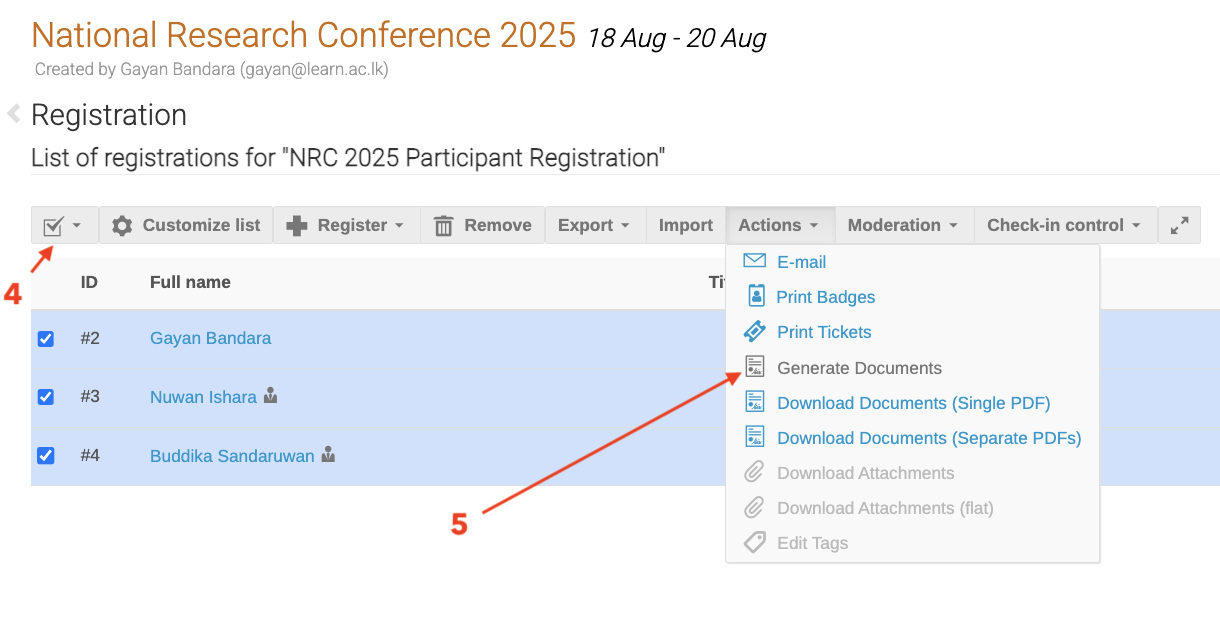 National Research Conference 2025 18 Aug - 20 Aug
Created by Gayan Bandara (gayan@learn.ac.lk)
Registration
List of registrations for "NRC 2025 Participant Registration"
Customize list Register Remove Export Import Actions Moderation Check-in control
4
ID Full name
E-mail
Print Badges
#2 Gayan Bandara
Print Tickets
Generate Documents
#3 Nuwan Ishara
Download Documents (Single PDF)
Download Documents (Separate PDFs)
#4 Buddika Sandaruwan
Download Attachments
5
Download Attachments (flat)
Edit Tags